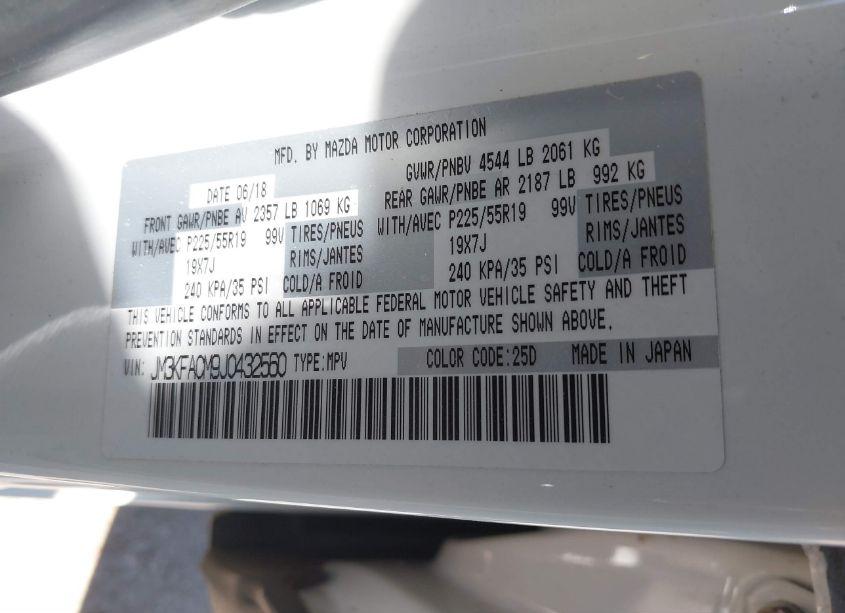 MFD. BY MAZDA MOTOR CORPORATION
DATE 06/18 GVWR/PNBV 4544 LB 2061 KG
FRONT GAWR/PNBE AV 2357 LB 1069 KG REAR GAWR/PNBE AR 2187 LB 992 KG
WITH/AVEC P225/55R19 99V TIRES/PNEUS WITH/AVEC P225/55R19 99V TIRES/PNEUS
19X7J RIMS/JANTES 19X7J RIMS/JANTES
240 KPA/35 PSI COLD/A FROID 240 KPA/35 PSI COLD/A FROID
THIS VEHICLE CONFORMS TO ALL APPLICABLE FEDERAL MOTOR VEHICLE SAFETY AND THEFT
PREVENTION STANDARDS IN EFFECT ON THE DATE OF MANUFACTURE SHOWN ABOVE.
VIN: JM3KFACM9J0432560 TYPE:MPV COLOR CODE:25D MADE IN JAPAN